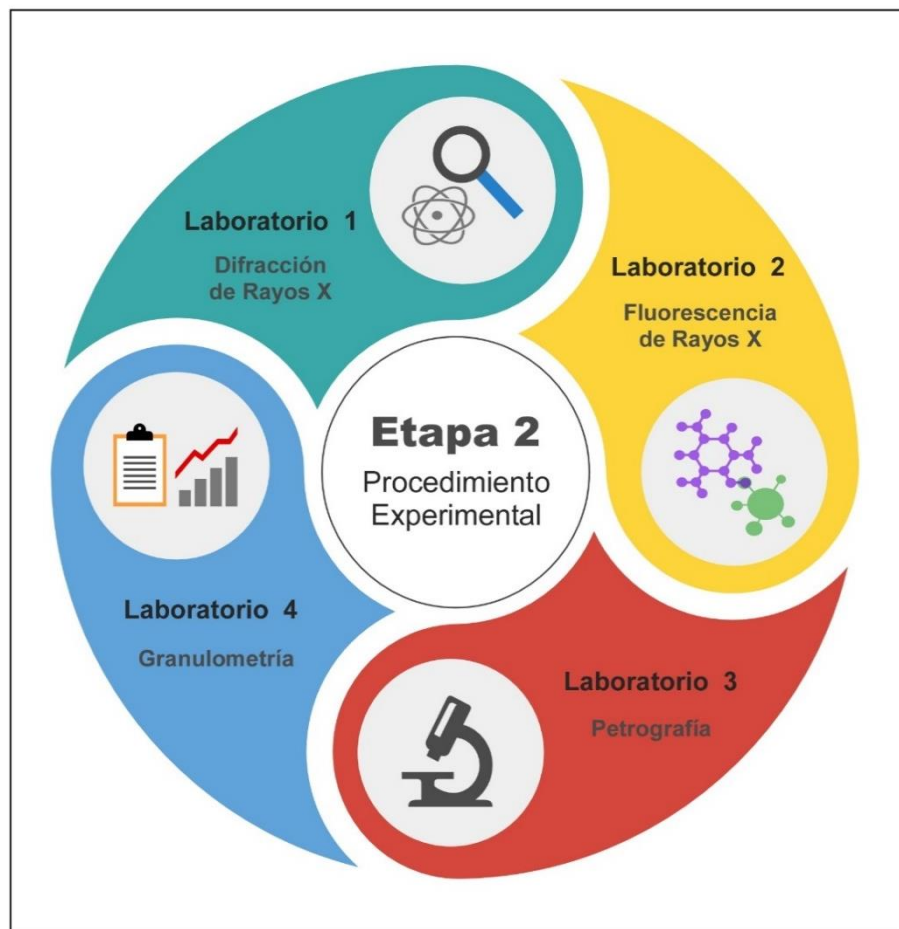 Laboratorio 1
Difracción
de Rayos X
Laboratorio 2
Fluorescencia
de Rayos X
Etapa 2
Procedimiento
Experimental
Laboratorio 3
Petrografía
Laboratorio 4
Granulometría